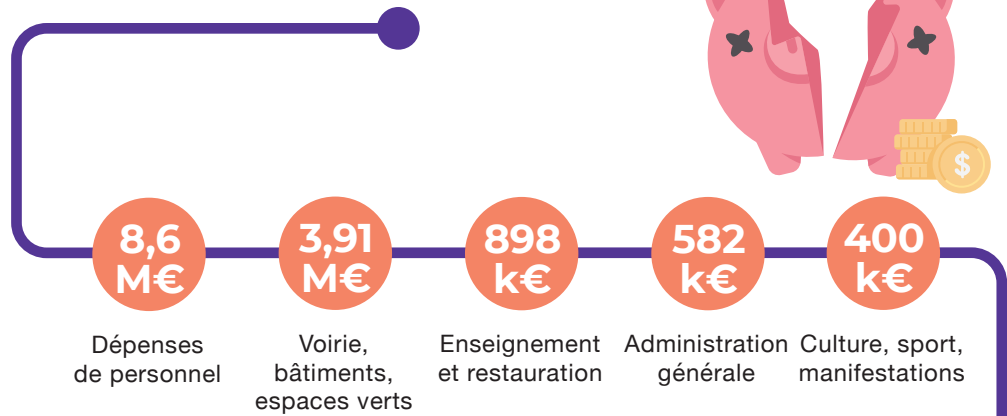 $
8,6
M€
3,91
M€
898
k€
582
k€
400
k€
Dépenses
de personnel
Voirie,
bâtiments,
espaces verts
Enseignement
et restauration
Administration
générale
Culture, sport,
manifestations